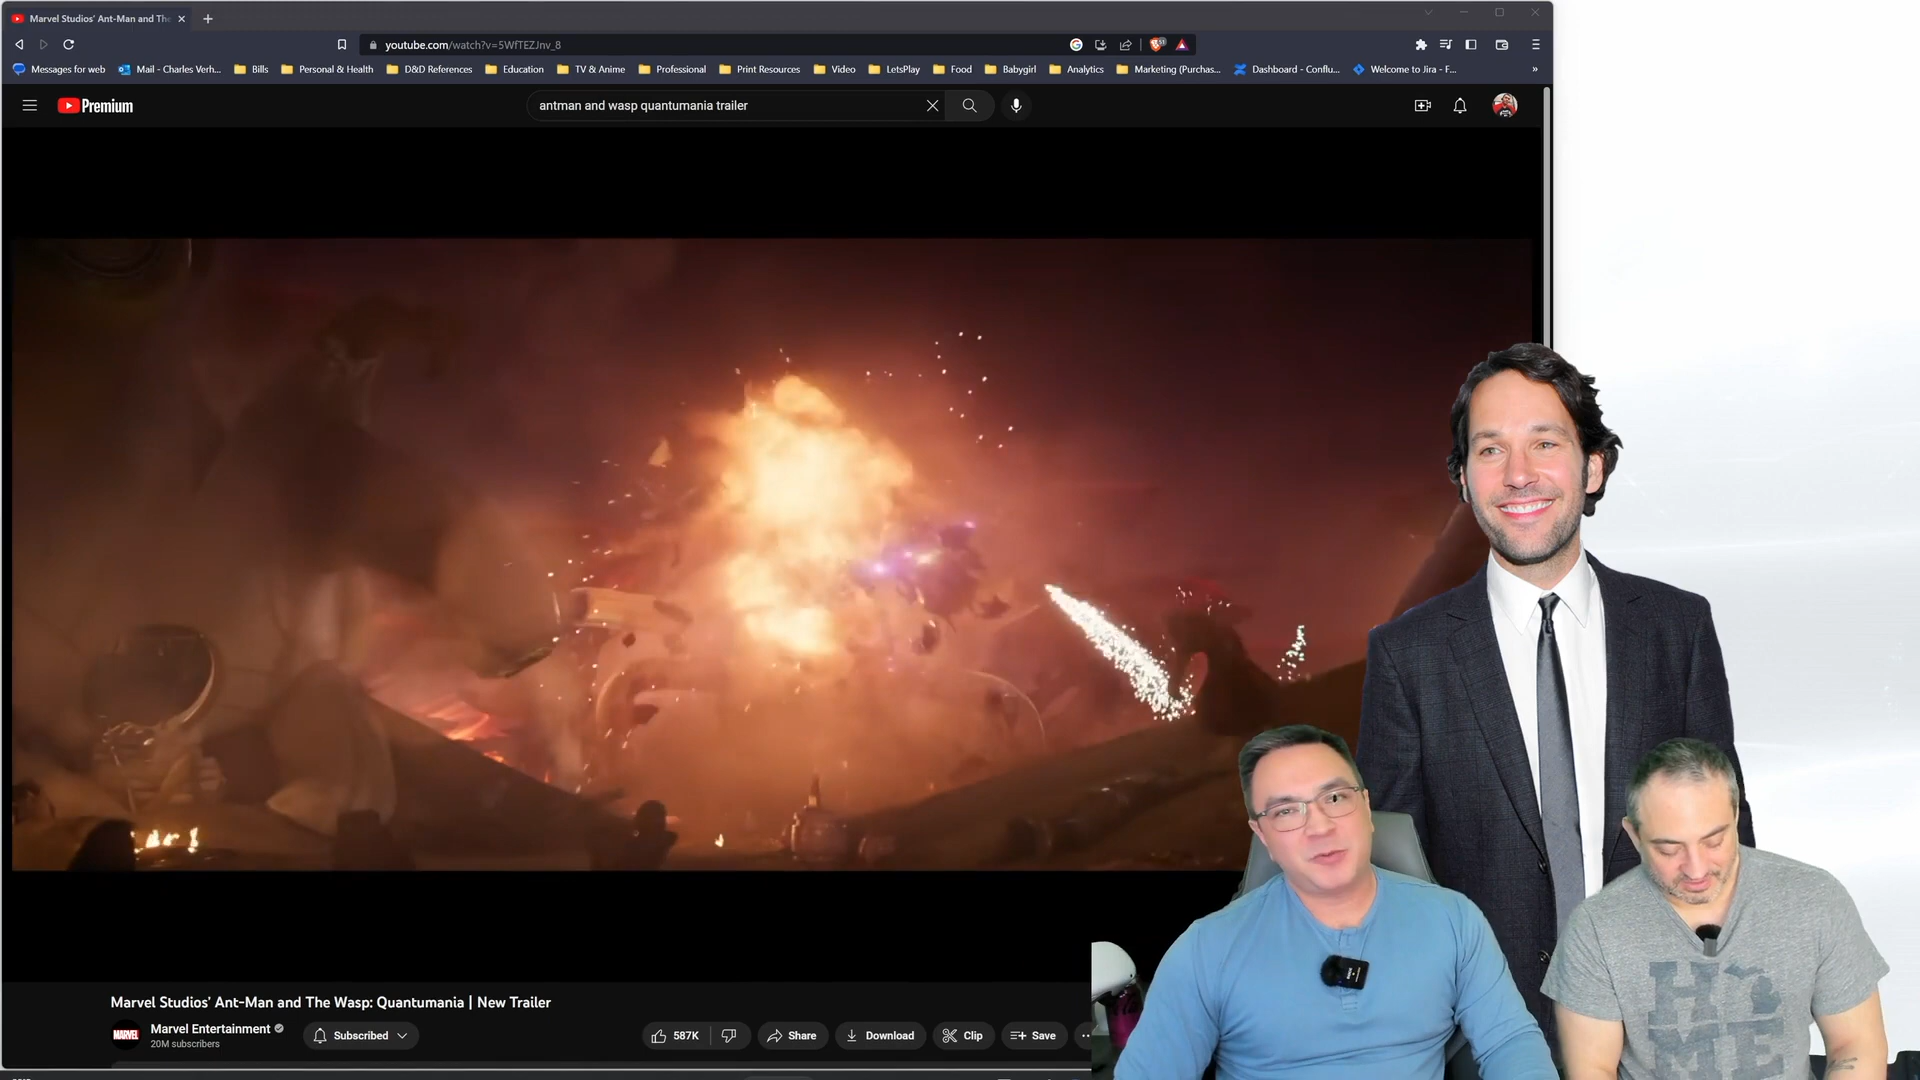 Marvel Studios' Ant-Man and The
youtube.com/watch?v=5WfTEZJnv_8
Messages for web
Mail - Charles Verh...
Bills
Personal & Health
D&D References
Education
TV & Anime
Professional
Print Resources
Video
LetsPlay
Food
Babygirl
Analytics
Marketing (Purchas...
Dashboard - Conflu...
Welcome to Jira - F...
»
Premium
antman and wasp quantumania trailer
Marvel Studios' Ant-Man and The Wasp: Quantumania | New Trailer
MARVEL
Marvel Entertainment
20M subscribers
Subscribed
587K
Share
Download
Clip
Save
HOME